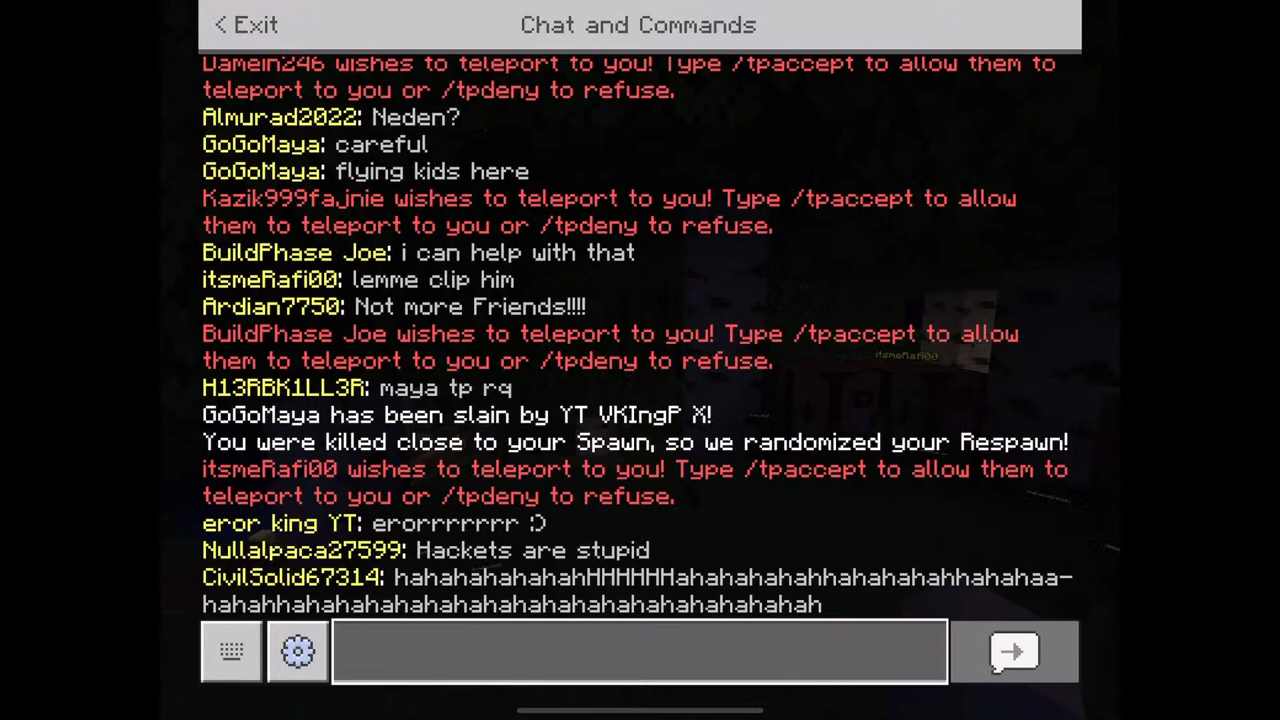 < Exit
Chat and Commands
Damein246 wishes to teleport to you! Type /tpaccept to allow them to
teleport to you or /tpdeny to refuse.
Almurad2022: Neden?
GoGoMaya: careful
GoGoMaya: flying kids here
Kazik999fajnie wishes to teleport to you! Type /tpaccept to allow
them to teleport to you or /tpdeny to refuse.
BuildPhase Joe: i can help with that
itsmeRafi00: lemme clip him
Ardian7750: Not more Friends!!!!
BuildPhase Joe wishes to teleport to you! Type /tpaccept to allow
them to teleport to you or /tpdeny to refuse.
itsmeRafi00
H13RBK1LL3R: maya tp rq
GoGoMaya has been slain by YT VKIngP X!
You were killed close to your Spawn, so we randomized your Respawn!
itsmeRafi00 wishes to teleport to you! Type /tpaccept to allow them to
teleport to you or /tpdeny to refuse.
eror king YT: erorrrrrrr :)
Nullalpaca27599: Hackets are stupid
CivilSolid67314: hahahahahahahHHHHHHahahahahahhahahahahhahahaa-
hahahhahahahahahahahahahahahahahahahahahah